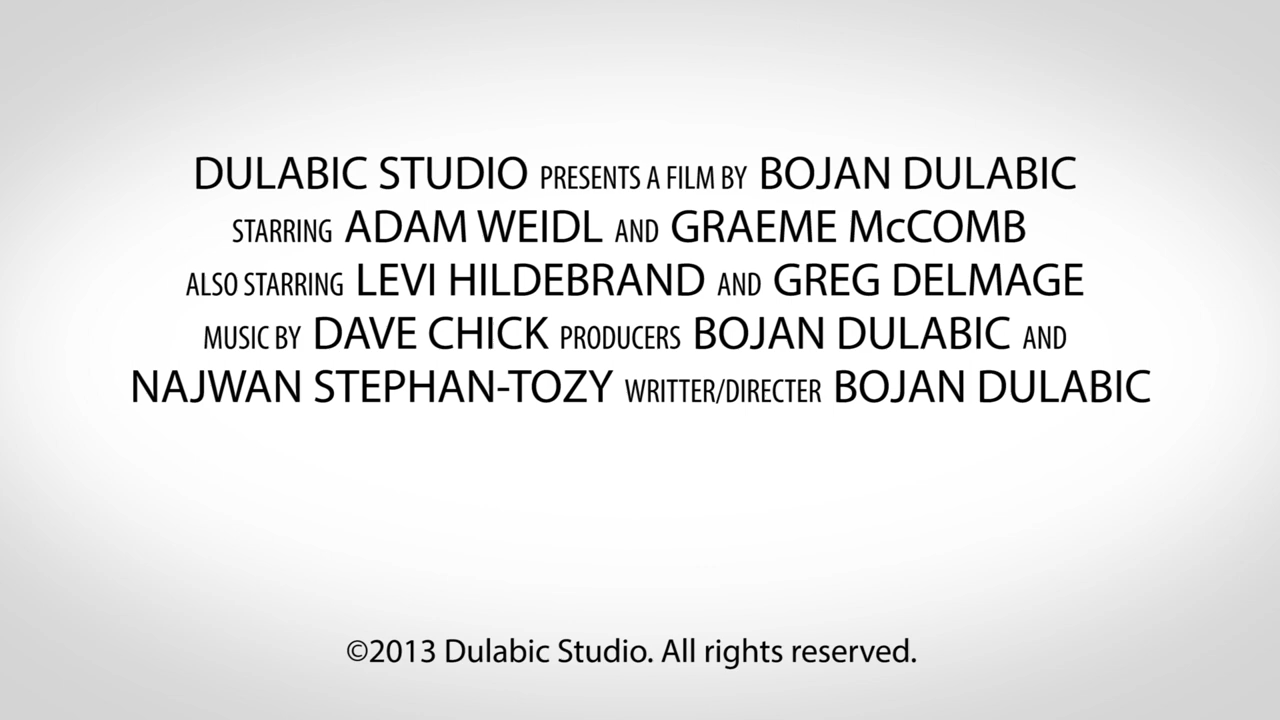 DULABIC STUDIO PRESENTS A FILM BY BOJAN DULABIC
STARRING ADAM WEIDL AND GRAEME McCOMB
ALSO STARRING LEVI HILDEBRAND AND GREG DELMAGE
MUSIC BY DAVE CHICK PRODUCERS BOJAN DULABIC AND
NAJWAN STEPHAN-TOZY WRITTER/DIRECTER BOJAN DULABIC
©2013 Dulabic Studio. All rights reserved.